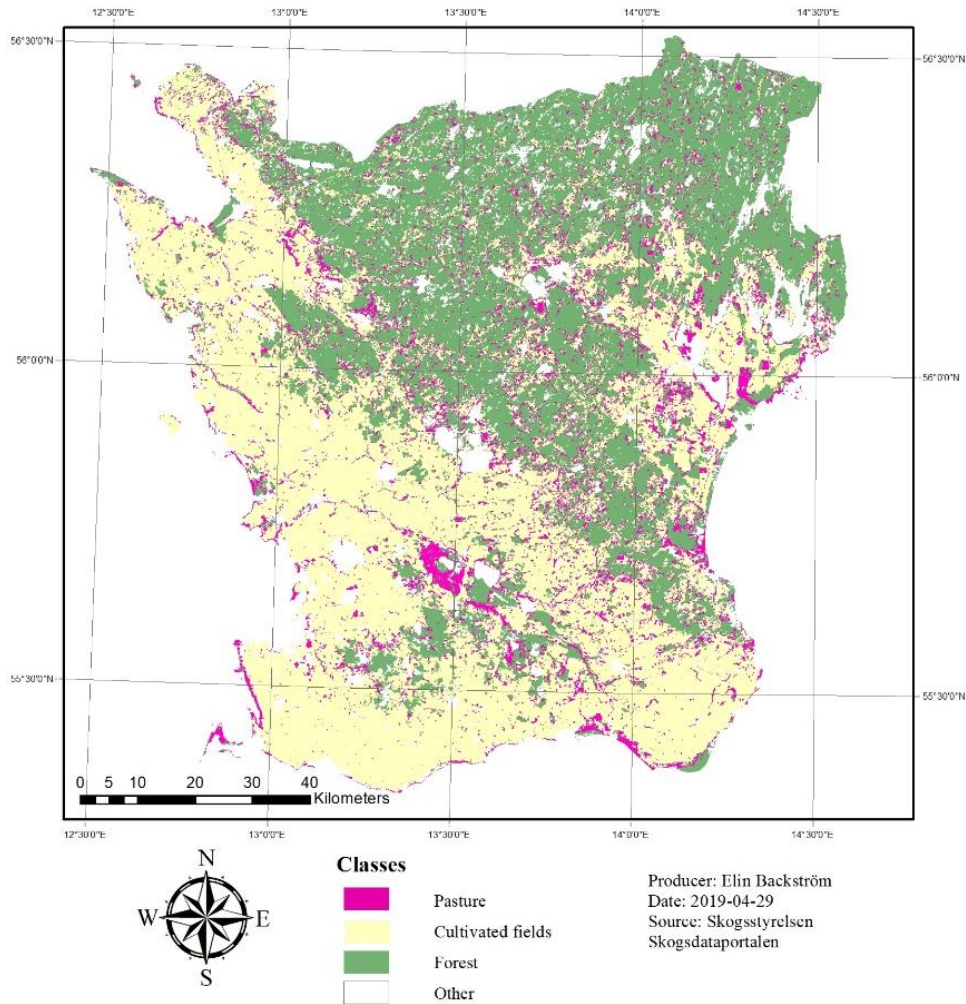 12°30'0"E 13°0'0"E 13°30'0"E 14°0'0"E 14°30'0"E
56°30'0"N 56°30'0"N
56°0'0"N 56°0'0"N
55°30'0"N 55°30'0"N
0 5 10 20 30 40
Kilometers
12°30'0"E 13°0'0"E 13°30'0"E 14°0'0"E 14°30'0"E
N
W E
S
Classes
Pasture
Cultivated fields
Forest
Other
Producer: Elin Backström
Date: 2019-04-29
Source: Skogsstyrelsen
Skogsdataportalen